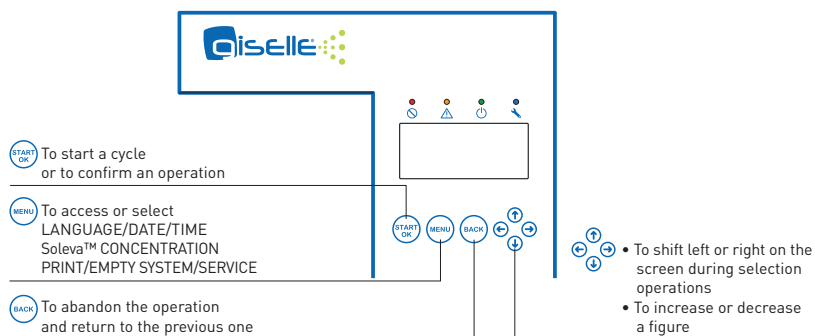 giselle
START OK To start a cycle
or to confirm an operation
MENU To access or select
LANGUAGE/DATE/TIME
Soleva™ CONCENTRATION
PRINT/EMPTY SYSTEM/SERVICE
BACK To abandon the operation
and return to the previous one
START OK MENU BACK
• To shift left or right on the
screen during selection
operations
• To increase or decrease
a figure